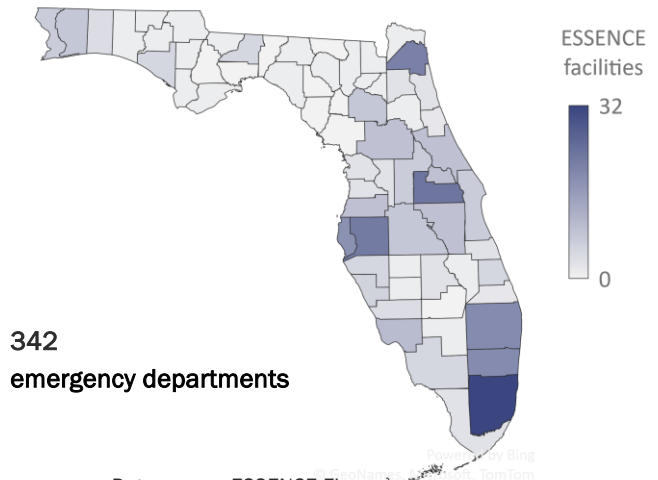 ESSENCE
facilities
32
0
342
emergency departments
Powered by Bing
© GeoNames, Microsoft, TomTom